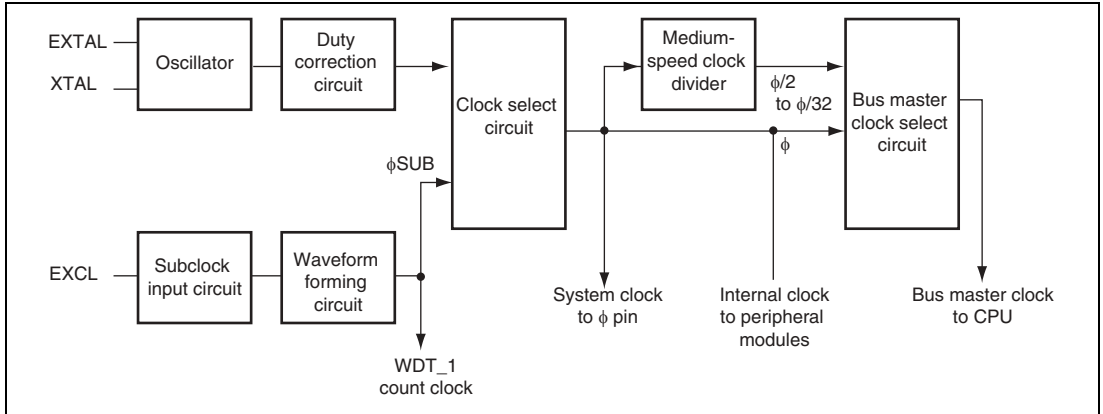 EXTAL
XTAL
Oscillator
Duty
correction
circuit
Clock select
circuit
Medium-
speed clock
divider
ϕ/2
to ϕ/32
ϕ
Bus master
clock select
circuit
ϕSUB
EXCL
Subclock
input circuit
Waveform
forming
circuit
WDT_1
count clock
System clock
to ϕ pin
Internal clock
to peripheral
modules
Bus master clock
to CPU